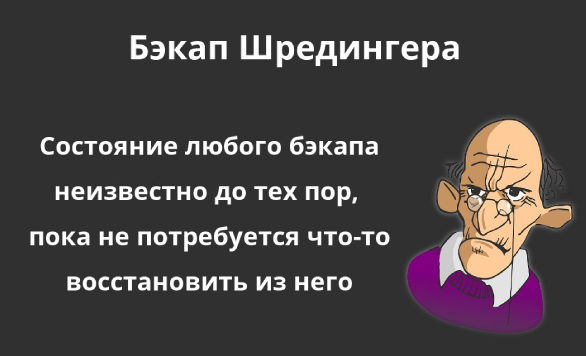 Бэкап Шредингера
Состояние любого бэкапа
неизвестно до тех пор,
пока не потребуется что-то
восстановить из него